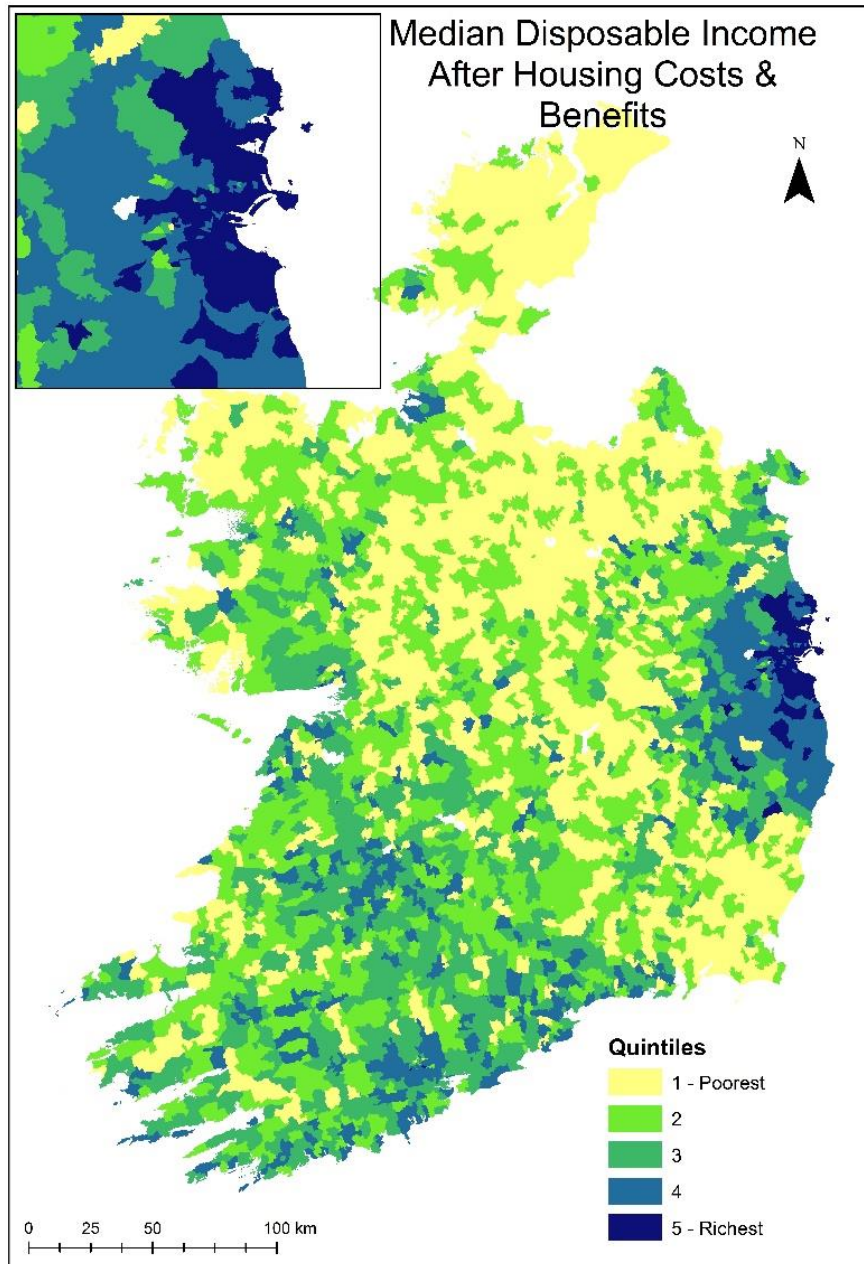 Median Disposable Income
After Housing Costs &
Benefits
N
Quintiles
1 - Poorest
2
3
4
5 - Richest
0 25 50 100 km